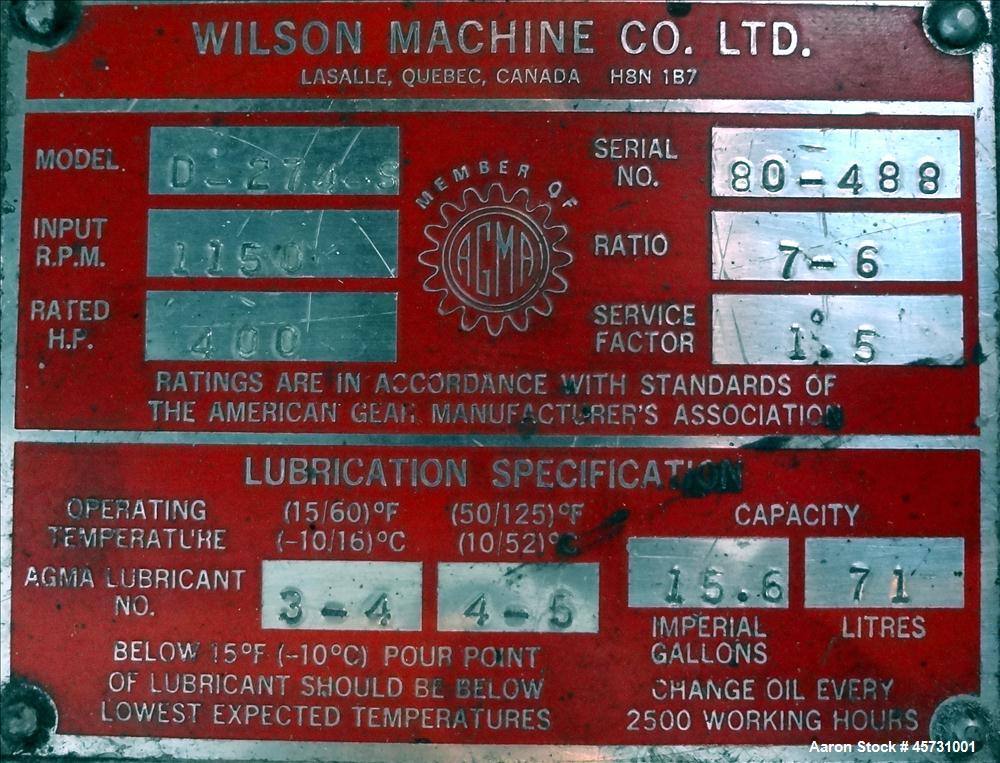 WILSON MACHINE CO. LTD.
LASALLE, QUEBEC, CANADA H8N 1B7
MODEL D-274-S
INPUT R.P.M. 1150
RATED H.P. 400
MEMBER OF
AGMA
SERIAL NO. 80-488
RATIO 7-6
SERVICE FACTOR 1.5
RATINGS ARE IN ACCORDANCE WITH STANDARDS OF
THE AMERICAN GEAR MANUFACTURER'S ASSOCIATION
LUBRICATION SPECIFICATION
OPERATING TEMPERATURE
(15/60)°F (50/125)°F
(-10/16)°C (10/52)°C
AGMA LUBRICANT NO. 3-4 4-5
BELOW 15°F (-10°C) POUR POINT
OF LUBRICANT SHOULD BE BELOW
LOWEST EXPECTED TEMPERATURES
CAPACITY
15.6 71
IMPERIAL GALLONS LITRES
CHANGE OIL EVERY
2500 WORKING HOURS
Aaron Stock # 45731001